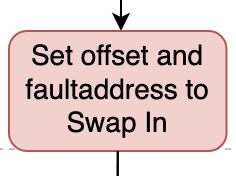 Set offset and
faultaddress to
Swap In